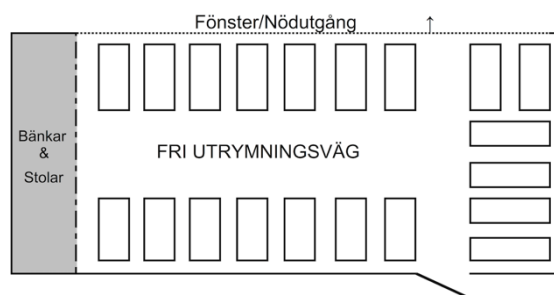 Fönster/Nödutgång ↑
Bänkar
&
Stolar
FRI UTRYMNINGSVÄG